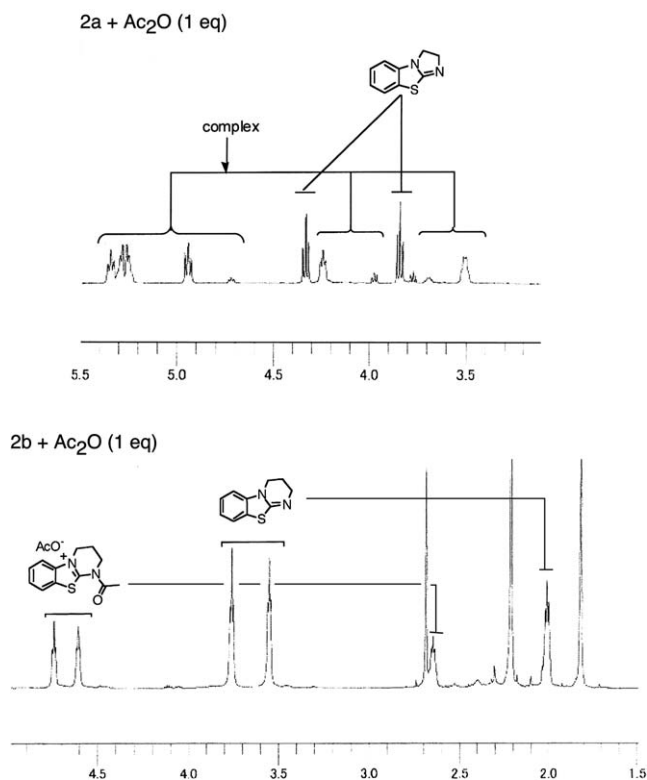 2a + Ac₂O (1 eq)
N
N
S
complex
5.5 5.0 4.5 4.0 3.5
2b + Ac₂O (1 eq)
N
N
S
AcO⁻
+
N
N
S
O
4.5 4.0 3.5 3.0 2.5 2.0 1.5